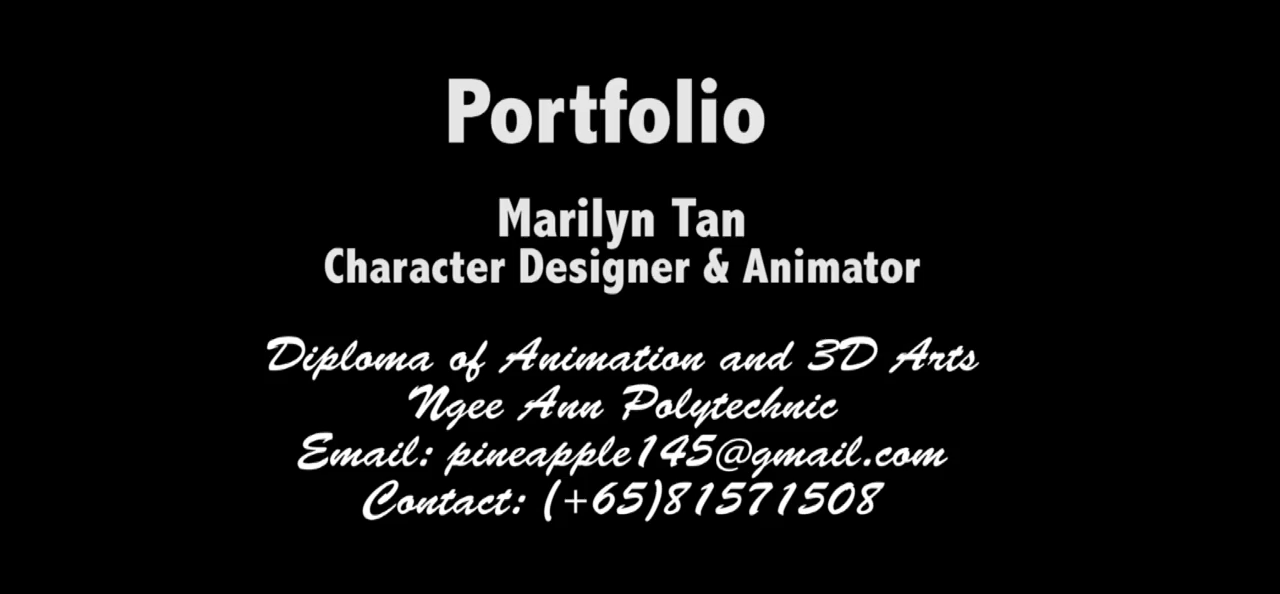 Portfolio
Marilyn Tan
Character Designer & Animator
Diploma of Animation and 3D Arts
Ngee Ann Polytechnic
Email: pineapple145@gmail.com
Contact: (+65)81571508